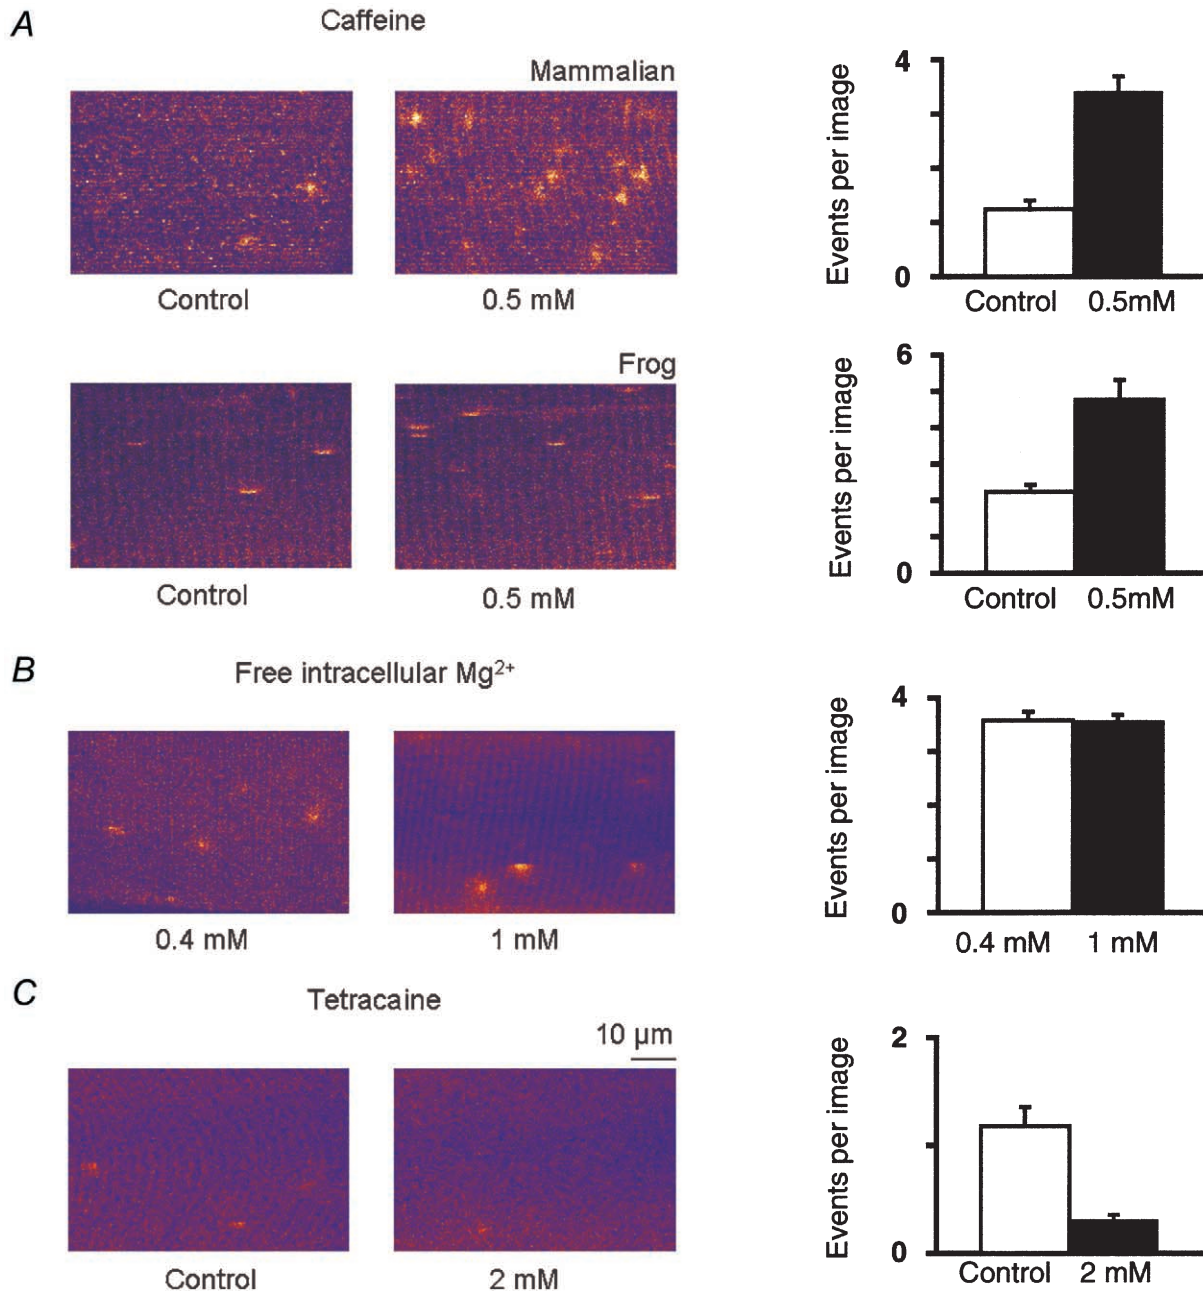 A
Caffeine
Mammalian
Control
0.5 mM
4
Events per image
0
Control
0.5mM
Frog
Control
0.5 mM
6
Events per image
0
Control
0.5mM
B
Free intracellular Mg²⁺
0.4 mM
1 mM
4
Events per image
0
0.4 mM
1 mM
C
Tetracaine
10 µm
Control
2 mM
2
Events per image
0
Control
2 mM